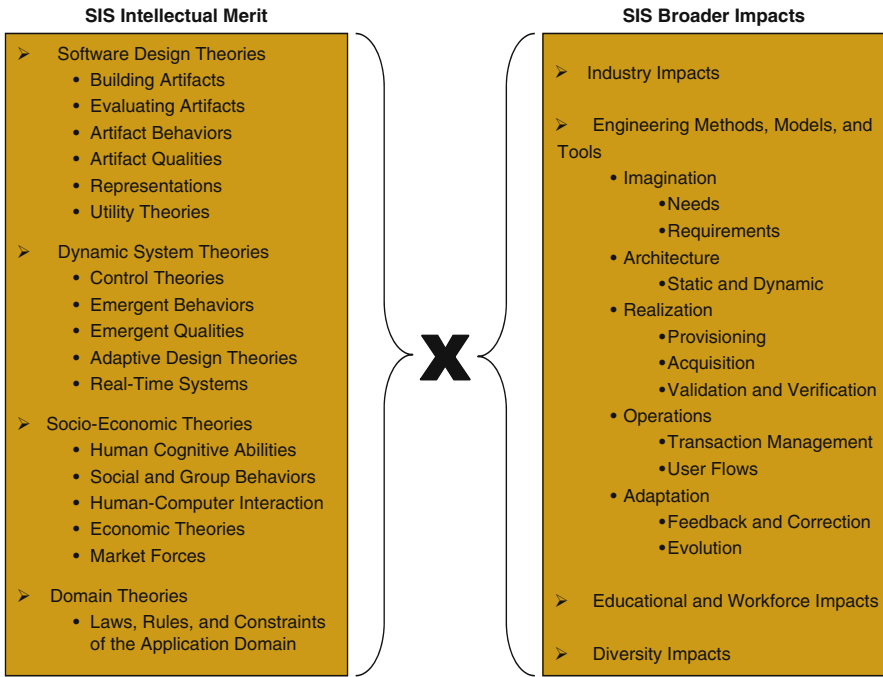 SIS Intellectual Merit
➢ Software Design Theories
• Building Artifacts
• Evaluating Artifacts
• Artifact Behaviors
• Artifact Qualities
• Representations
• Utility Theories
➢ Dynamic System Theories
• Control Theories
• Emergent Behaviors
• Emergent Qualities
• Adaptive Design Theories
• Real-Time Systems
➢ Socio-Economic Theories
• Human Cognitive Abilities
• Social and Group Behaviors
• Human-Computer Interaction
• Economic Theories
• Market Forces
➢ Domain Theories
• Laws, Rules, and Constraints
of the Application Domain
X
SIS Broader Impacts
➢ Industry Impacts
➢ Engineering Methods, Models, and
Tools
• Imagination
•Needs
•Requirements
• Architecture
•Static and Dynamic
• Realization
•Provisioning
•Acquisition
•Validation and Verification
• Operations
•Transaction Management
•User Flows
• Adaptation
•Feedback and Correction
•Evolution
➢ Educational and Workforce Impacts
➢ Diversity Impacts